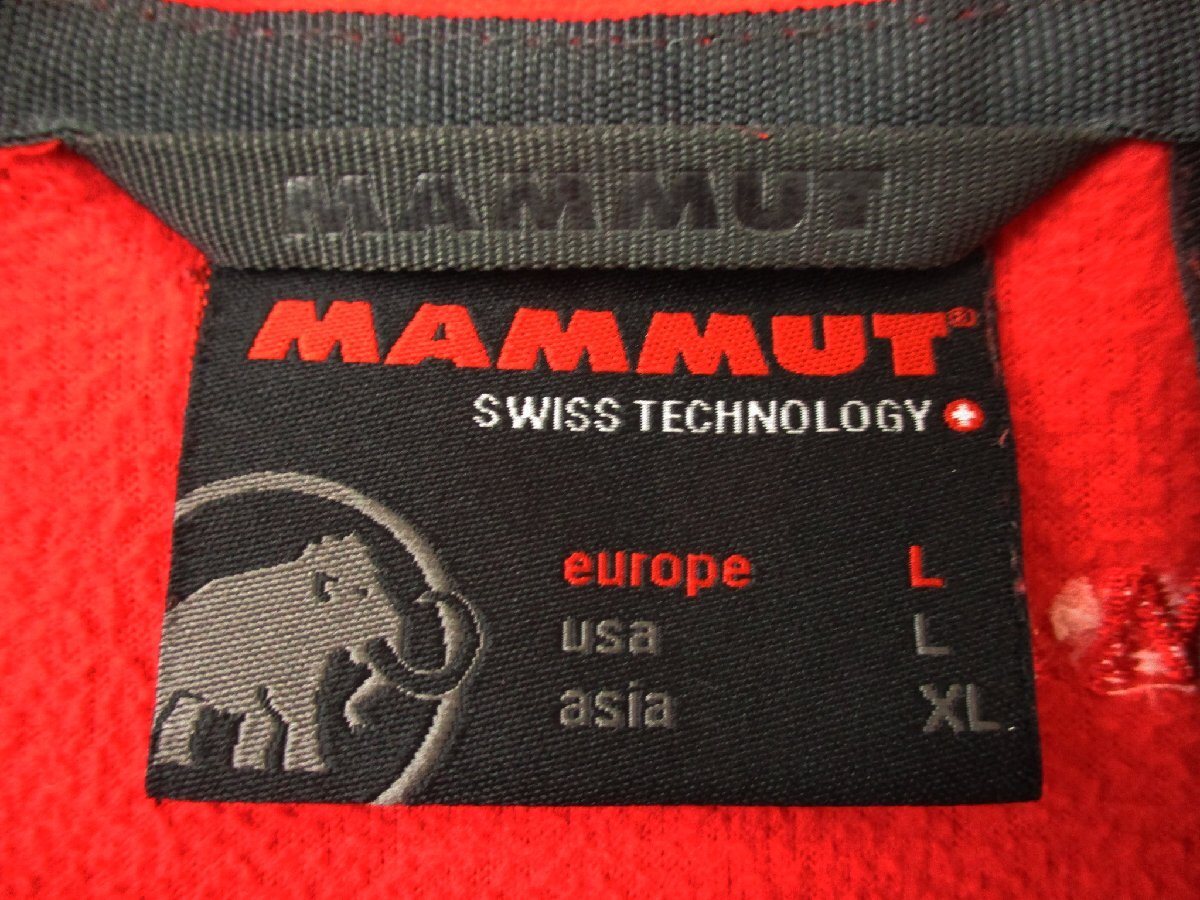 MAMMUT
MAMMUT®
SWISS TECHNOLOGY
europe L
usa L
asia XL